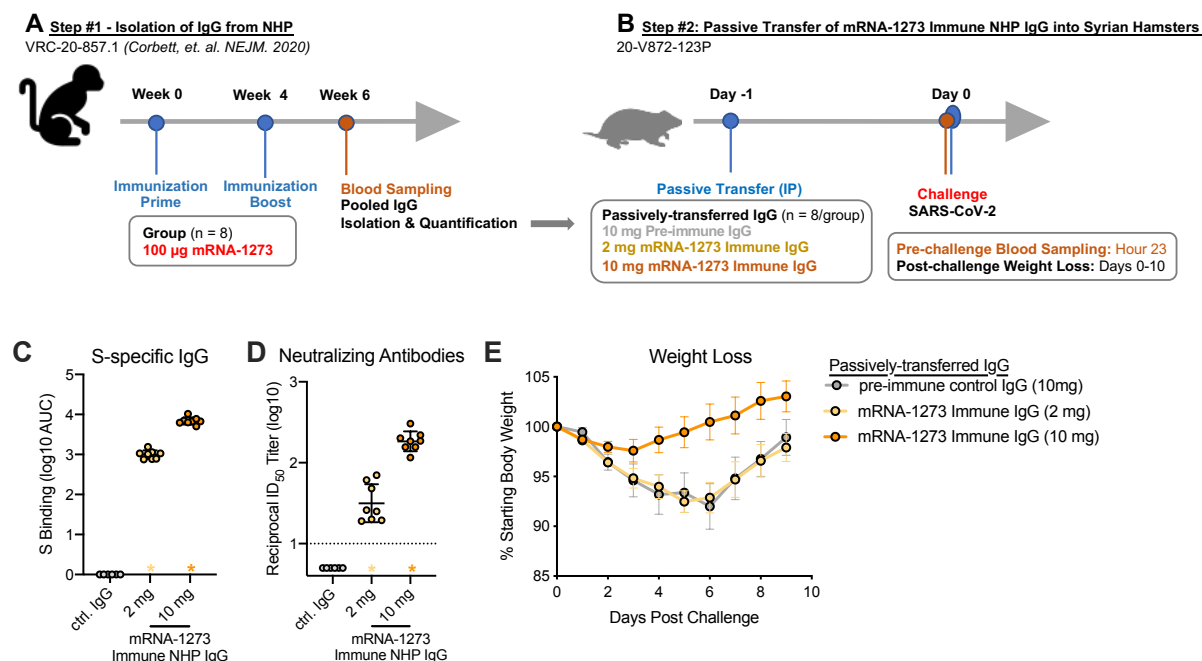 A Step #1 - Isolation of IgG from NHP
VRC-20-857.1 (Corbett, et. al. NEJM. 2020)
Week 0
Week 4
Week 6
Immunization
Prime
Immunization
Boost
Blood Sampling
Pooled IgG
Isolation & Quantification
Group (n = 8)
100 µg mRNA-1273
B Step #2: Passive Transfer of mRNA-1273 Immune NHP IgG into Syrian Hamsters
20-V872-123P
Day -1
Day 0
Passive Transfer (IP)
Challenge
SARS-CoV-2
Passively-transferred IgG (n = 8/group)
10 mg Pre-immune IgG
2 mg mRNA-1273 Immune IgG
10 mg mRNA-1273 Immune IgG
Pre-challenge Blood Sampling: Hour 23
Post-challenge Weight Loss: Days 0-10
C S-specific IgG
S Binding (log10 AUC)
5
4
3
2
1
0
* *
ctrl. IgG
2 mg
10 mg
mRNA-1273
Immune NHP IgG
D Neutralizing Antibodies
Reciprocal ID50 Titer (log10)
3
2
1
* *
ctrl. IgG
2 mg
10 mg
mRNA-1273
Immune NHP IgG
E Weight Loss
% Starting Body Weight
105
100
95
90
85
0 2 4 6 8 10
Days Post Challenge
Passively-transferred IgG
pre-immune control IgG (10mg)
mRNA-1273 Immune IgG (2 mg)
mRNA-1273 Immune IgG (10 mg)